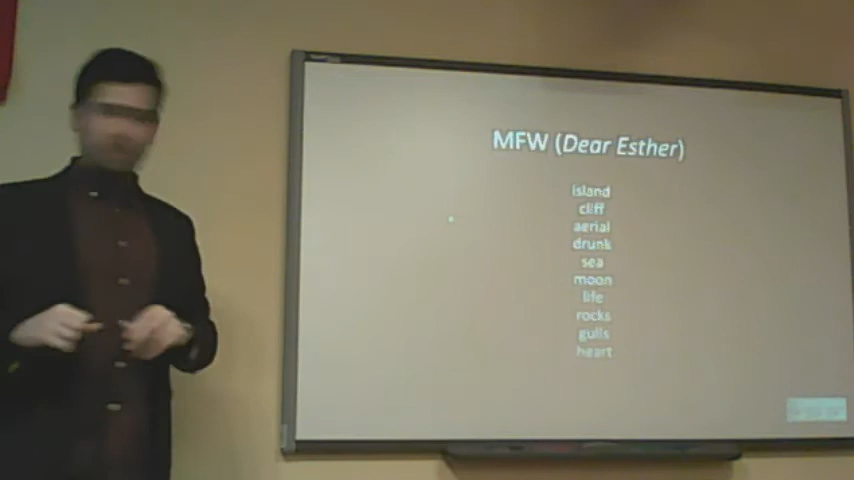 MFW (Dear Esther)
island
cliff
aerial
drunk
sea
moon
life
rocks
gulls
heart